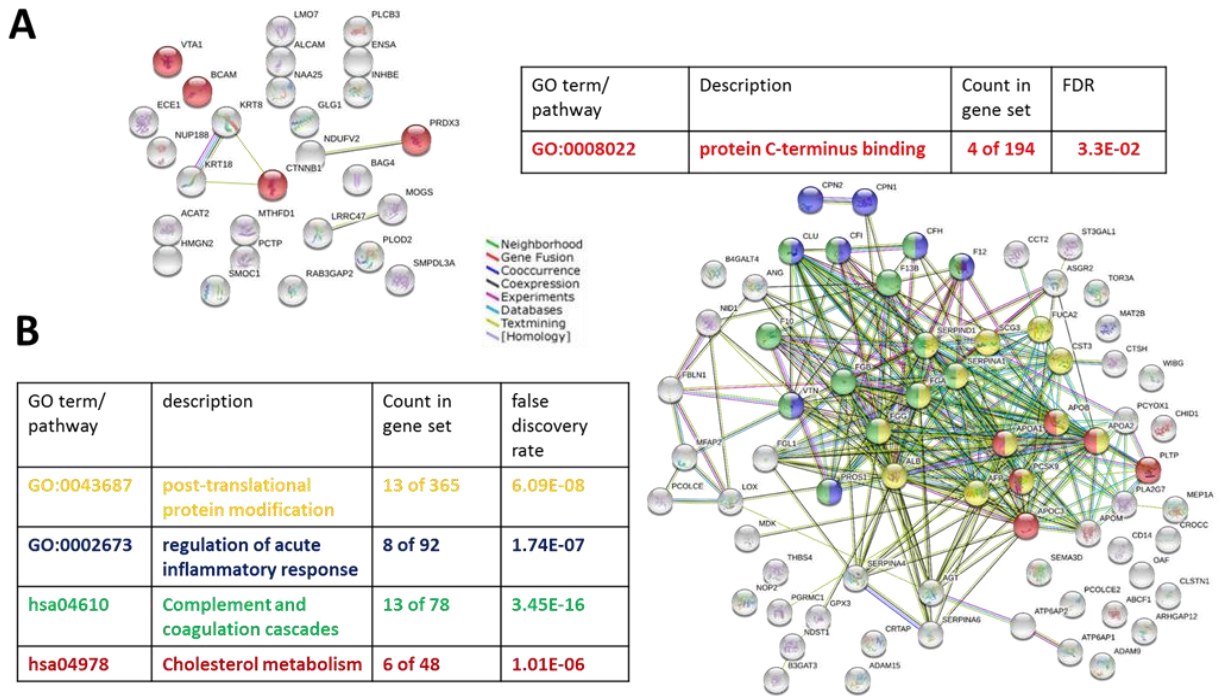 A
VTA1
BCAM
LMO7
ALCAM
NAA25
PLCB3
ENSA
INHBE
ECE1
KRT8
GLG1
NUP188
NDUFV2
PRDX3
KRT18
CTNNB1
BAG4
ACAT2
MTHFD1
LRRC47
MOGS
HMGN2
PCTP
PLOD2
SMOC1
RAB3GAP2
SMPDL3A
GO term/ pathway Description Count in gene set FDR
GO:0008022 protein C-terminus binding 4 of 194 3.3E-02
Neighborhood
Gene Fusion
Cooccurrence
Coexpression
Experiments
Databases
Textmining
[Homology]
B
GO term/ pathway description Count in gene set false discovery rate
GO:0043687 post-translational protein modification 13 of 365 6.09E-08
GO:0002673 regulation of acute inflammatory response 8 of 92 1.74E-07
hsa04610 Complement and coagulation cascades 13 of 78 3.45E-16
hsa04978 Cholesterol metabolism 6 of 48 1.01E-06
CPN2
CPN1
CLU
CFI
CFH
F12
CCT2
ST3GAL1
B4GALT4
ANG
F13B
ASGR2
TOR3A
NID1
F10
SERPIND1
SCG3
FUCA2
MAT2B
CST3
CTSH
WIBG
FBLN1
VTN
FGB
FGA
SERPINA1
PCYOX1
CHID1
MFAP2
FGL1
FGG
APOA1
APOB
APOA2
PLTP
PCOLCE
LOX
PROS1
ALB
AFP
PCSK9
PLA2G7
MEP1A
MDK
APOC3
APOM
CD14
CROCC
THBS4
SERPINA4
AGT
SEMA3D
OAF
NOP2
PGRMC1
GPX3
PCOLCE2
CLSTN1
NDST1
CRTAP
SERPINA6
ATP6AP2
ABCF1
ARHGAP12
B3GAT3
ADAM15
ATP6AP1
ADAM9